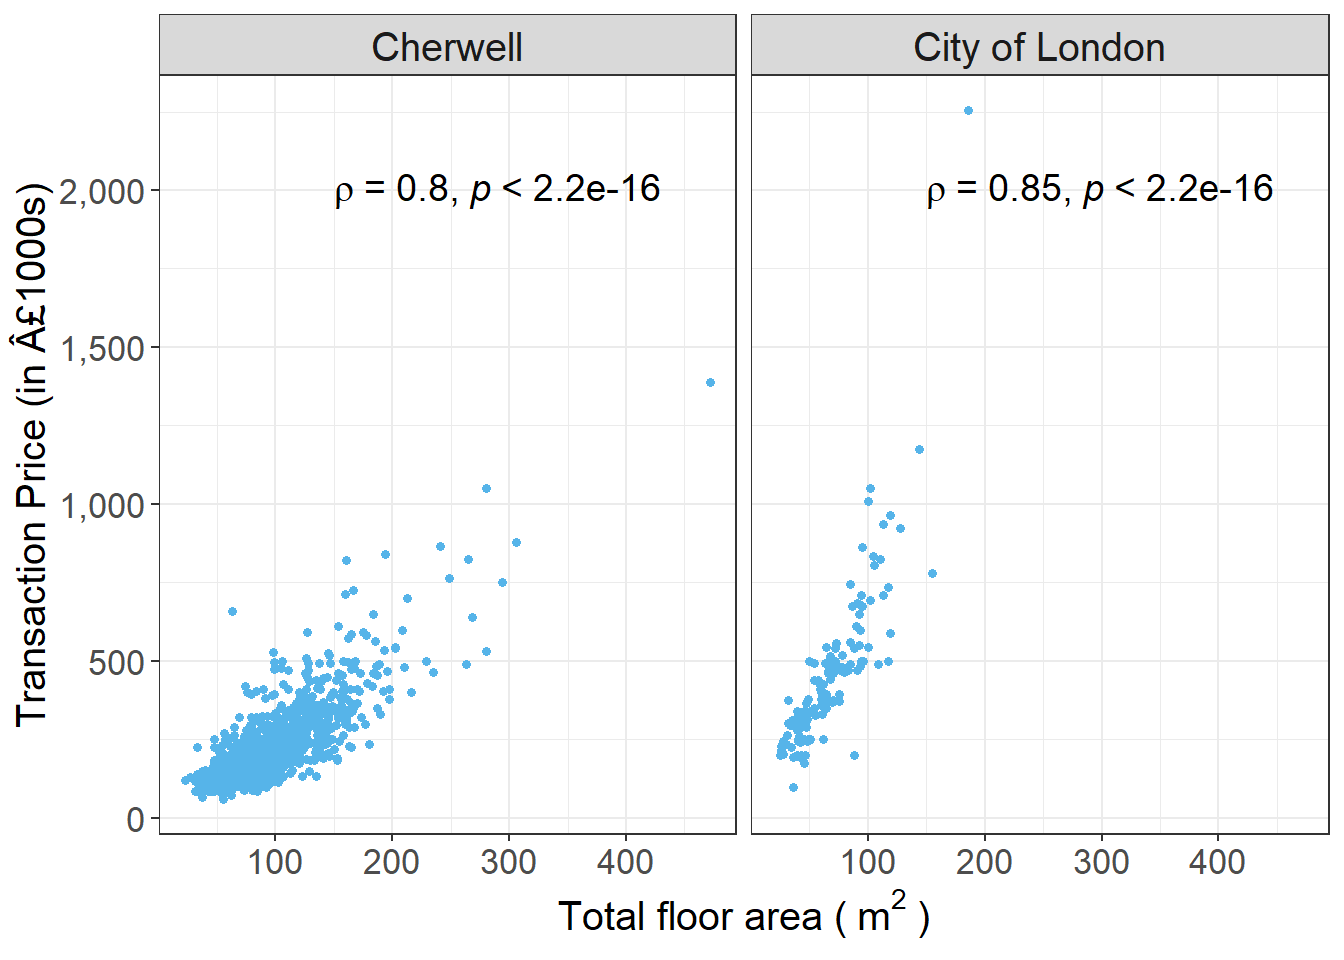 Cherwell
City of London
ρ = 0.8, p < 2.2e-16
ρ = 0.85, p < 2.2e-16
Transaction Price (in Â£1000s)
2,000
1,500
1,000
500
0
100 200 300 400
100 200 300 400
Total floor area ( m² )